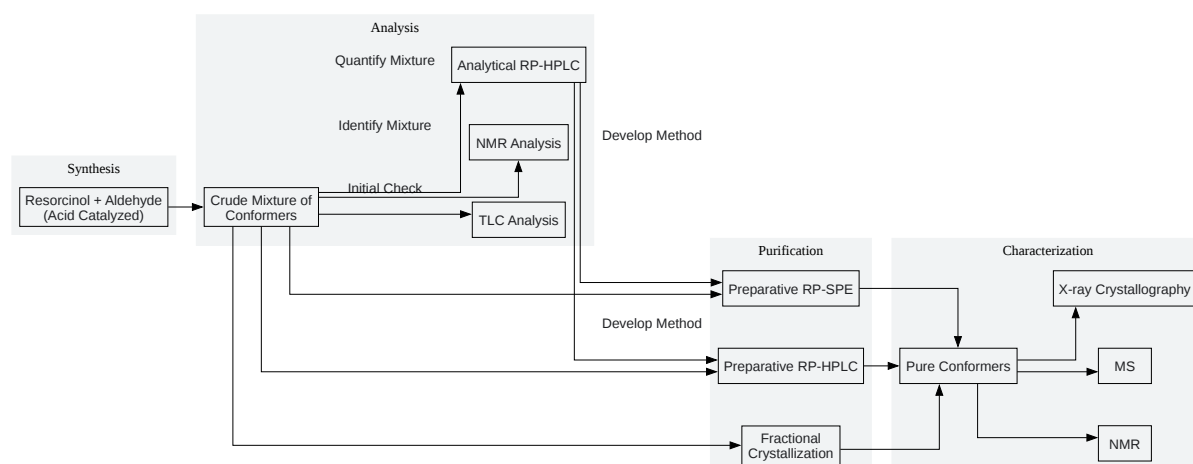 Analysis
Quantify Mixture
Analytical RP-HPLC
Identify Mixture
Develop Method
NMR Analysis
Synthesis
Initial Check
Resorcinol + Aldehyde
(Acid Catalyzed)
Crude Mixture of
Conformers
TLC Analysis
Purification
Characterization
Preparative RP-SPE
X-ray Crystallography
Develop Method
Preparative RP-HPLC
Pure Conformers
MS
Fractional
Crystallization
NMR